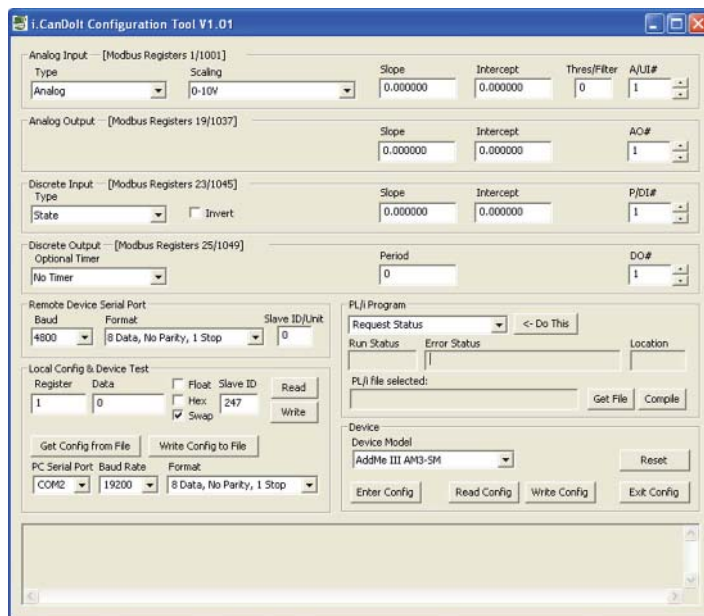 i.CanDoIt Configuration Tool V1.01
Analog Input — [Modbus Registers 1/1001]
Type Scaling Slope Intercept Thres/Filter A/UI#
Analog 0-10V 0.000000 0.000000 0 1
Analog Output — [Modbus Registers 19/1037]
Slope Intercept AO#
0.000000 0.000000 1
Discrete Input — [Modbus Registers 23/1045]
Type Slope Intercept P/DI#
State Invert 0.000000 0.000000 1
Discrete Output — [Modbus Registers 25/1049]
Optional Timer Period DO#
No Timer 0 1
Remote Device Serial Port
Baud Format Slave ID/Unit
4800 8 Data, No Parity, 1 Stop 0
Local Config & Device Test
Register Data Float Slave ID Read
1 0 Hex 247
Swap Write
Get Config from File Write Config to File
PC Serial Port Baud Rate Format
COM2 19200 8 Data, No Parity, 1 Stop
PL/i Program
Request Status <- Do This
Run Status Error Status Location
PL/i file selected:
Get File Compile
Device
Device Model
AddMe III AM3-SM Reset
Enter Config Read Config Write Config Exit Config